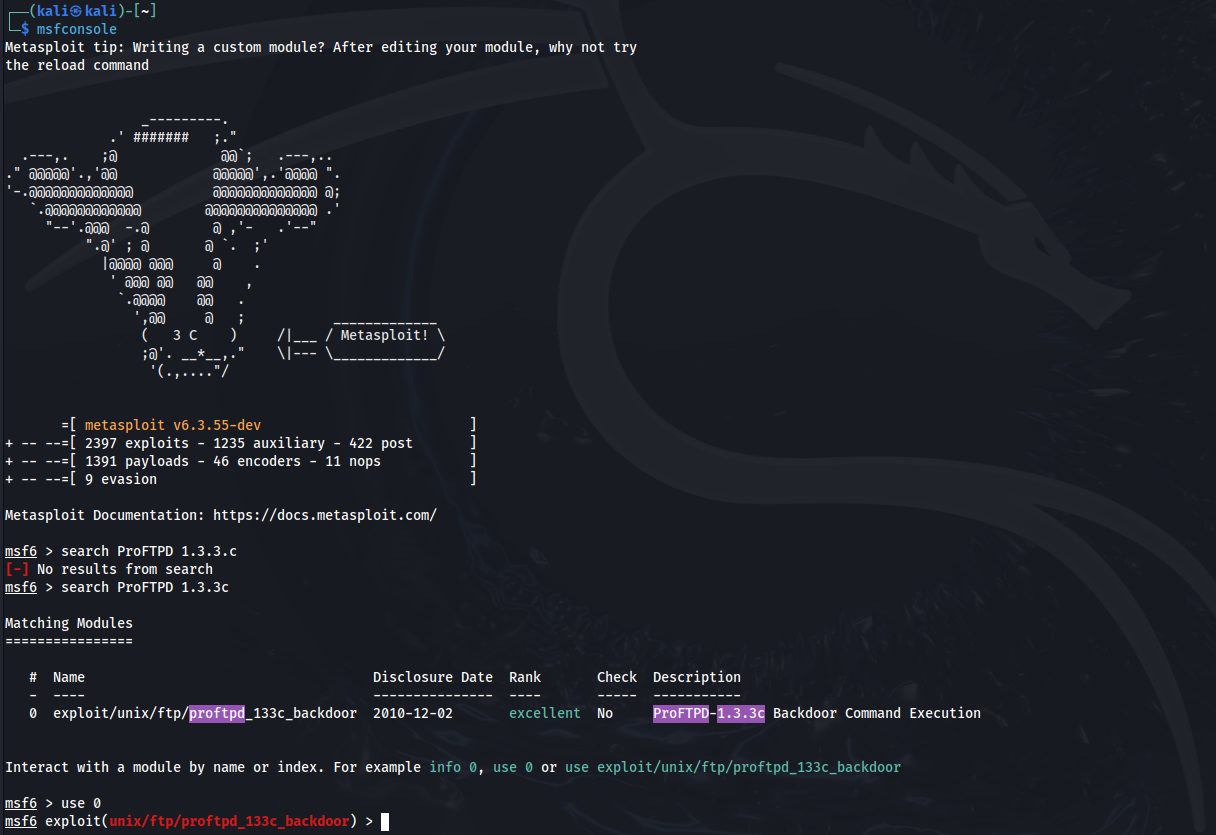 ┌──(kali㉿kali)-[~]
└─$ msfconsole
Metasploit tip: Writing a custom module? After editing your module, why not try
the reload command


                 _---------.
             .' #######   ;."
  .---,.    ;@             @@`;   .---,..
." @@@@@'.,'@@            @@@@@',.'@@@@ ".
'-.@@@@@@@@@@@@@          @@@@@@@@@@@@@ @;
   `.@@@@@@@@@@@@        @@@@@@@@@@@@@@ .'
     "--'.@@@  -.@        @ ,'-   .'--"
          ".@' ; @       @ `.  ;'
            |@@@@ @@@     @    .
             ' @@@ @@   @@    ,
              `.@@@@    @@   .
                ',@@     @   ;           _____________
                 (   3 C    )     /|___ / Metasploit! \
                 ;@'. __*__,."    \|--- \_____________/
                  '(.,...."/


       =[ metasploit v6.3.55-dev                          ]
+ -- --=[ 2397 exploits - 1235 auxiliary - 422 post       ]
+ -- --=[ 1391 payloads - 46 encoders - 11 nops           ]
+ -- --=[ 9 evasion                                       ]

Metasploit Documentation: https://docs.metasploit.com/

msf6 > search ProFTPD 1.3.3.c
[-] No results from search
msf6 > search ProFTPD 1.3.3c

Matching Modules
================

   #  Name                                    Disclosure Date  Rank       Check  Description
   -  ----                                    ---------------  ----       -----  -----------
   0  exploit/unix/ftp/proftpd_133c_backdoor  2010-12-02       excellent  No     ProFTPD-1.3.3c Backdoor Command Execution


Interact with a module by name or index. For example info 0, use 0 or use exploit/unix/ftp/proftpd_133c_backdoor

msf6 > use 0
msf6 exploit(unix/ftp/proftpd_133c_backdoor) >